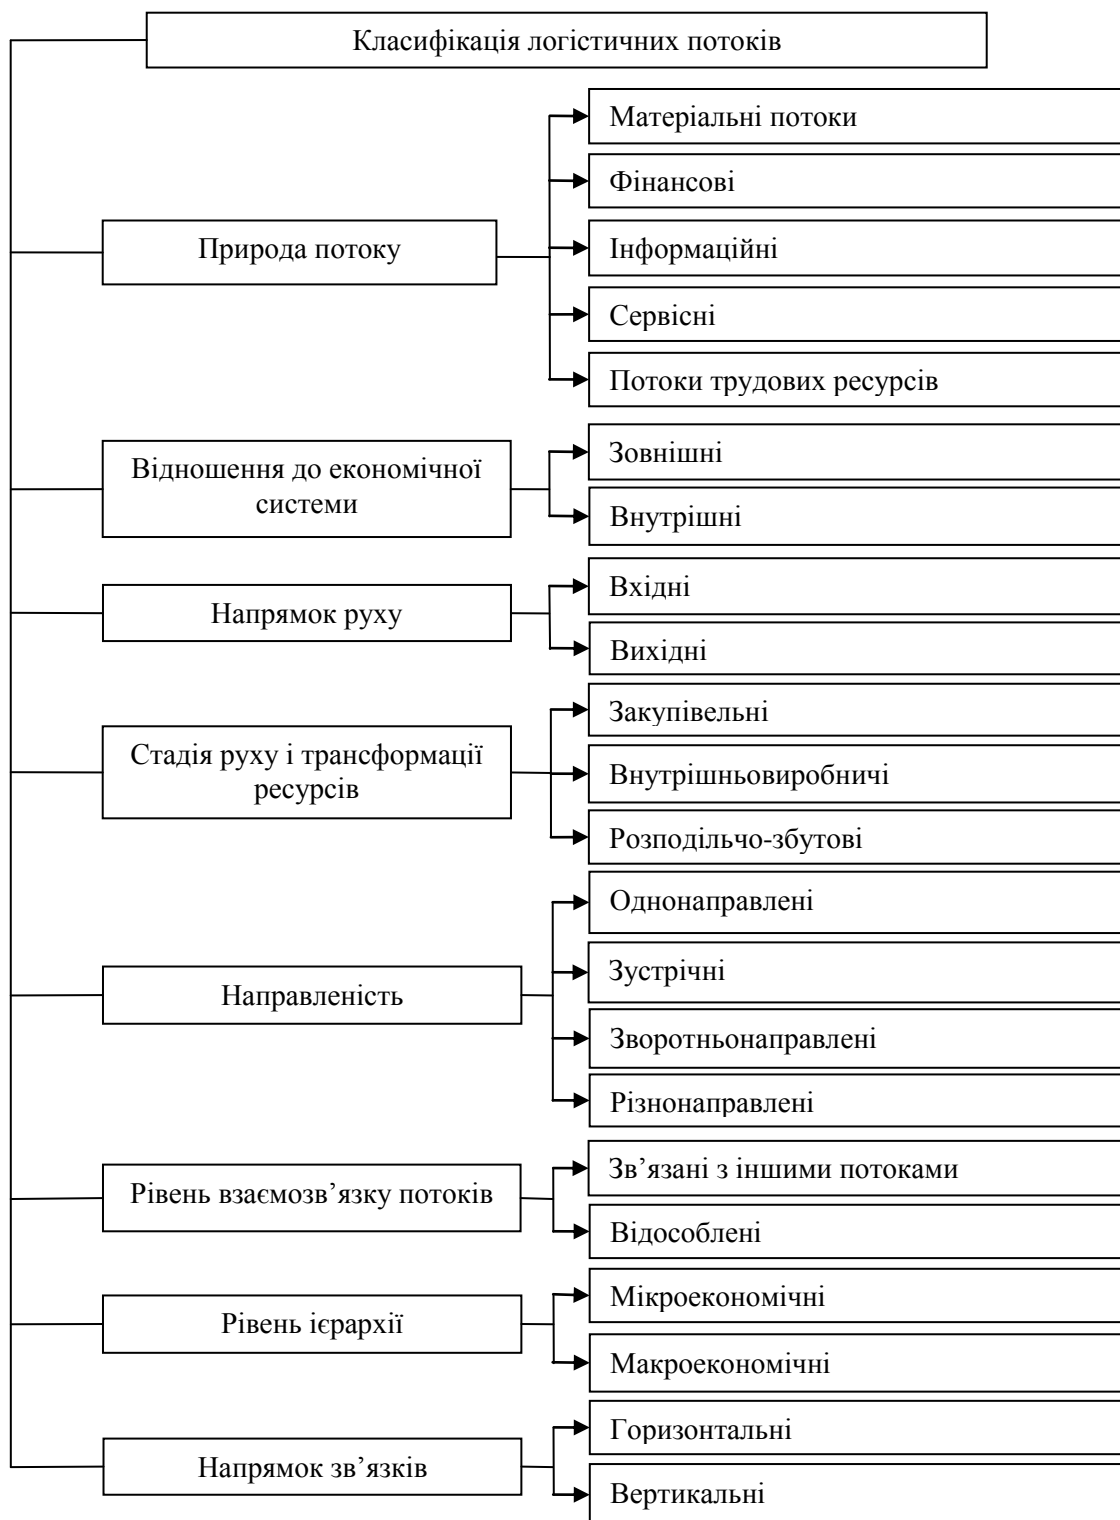 Класифікація логістичних потоків
Природа потоку
Матеріальні потоки
Фінансові
Інформаційні
Сервісні
Потоки трудових ресурсів
Відношення до економічної
системи
Зовнішні
Внутрішні
Напрямок руху
Вхідні
Вихідні
Стадія руху і трансформації
ресурсів
Закупівельні
Внутрішньовиробничі
Розподільчо-збутові
Направленість
Однонаправлені
Зустрічні
Зворотньонаправлені
Різнонаправлені
Рівень взаємозв’язку потоків
Зв’язані з іншими потоками
Відособлені
Рівень ієрархії
Мікроекономічні
Макроекономічні
Напрямок зв’язків
Горизонтальні
Вертикальні